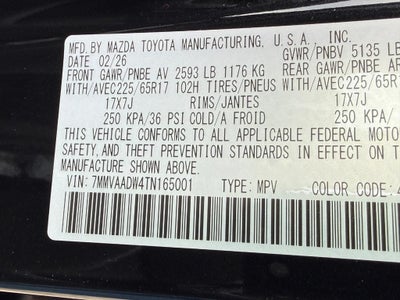 MFD. BY MAZDA TOYOTA MANUFACTURING, U.S.A., INC.
DATE 02/26 GVWR/PNBV 5135 LB
FRONT GAWR/PNBE AV 2593 LB 1176 KG REAR GAWR/PNBE AR
WITH/AVEC225/65R17 102H TIRES/PNEUS WITH/AVEC225/65R
17X7J RIMS/JANTES 17X7J
250 KPA/36 PSI COLD/A FROID 250 KPA/
THIS VEHICLE CONFORMS TO ALL APPLICABLE FEDERAL MOTO
SAFETY, AND THEFT PREVENTION STANDARDS IN EFFECT ON
MANUFACTURE SHOWN ABOVE.
VIN: 7MMVAADW4TN165001 TYPE: MPV COLOR CODE: 4